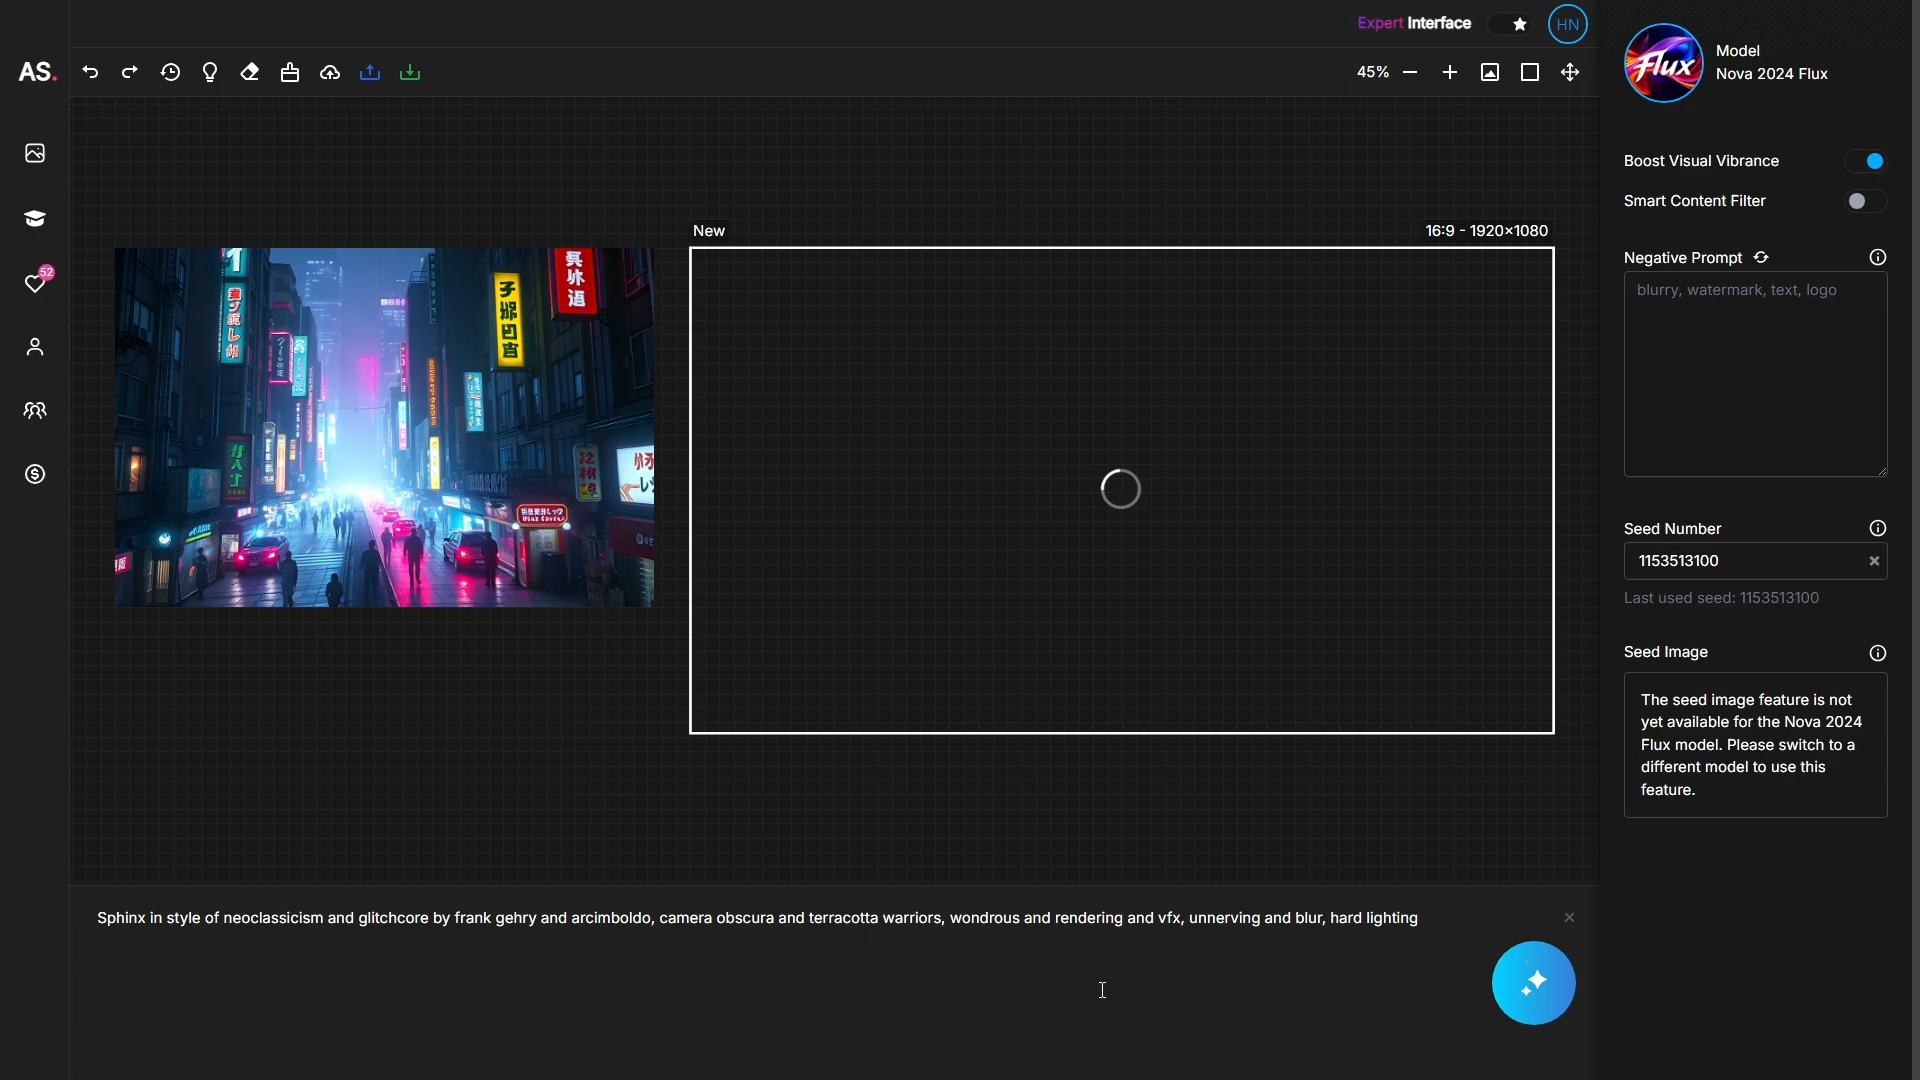 Expert Interface
HN
AS.
45%
Flux
Model
Nova 2024 Flux
Boost Visual Vibrance
Smart Content Filter
52
New
16:9 - 1920×1080
Negative Prompt
blurry, watermark, text, logo
Seed Number
1153513100
Last used seed: 1153513100
Seed Image
The seed image feature is not
yet available for the Nova 2024
Flux model. Please switch to a
different model to use this
feature.
Sphinx in style of neoclassicism and glitchcore by frank gehry and arcimboldo, camera obscura and terracotta warriors, wondrous and rendering and vfx, unnerving and blur, hard lighting